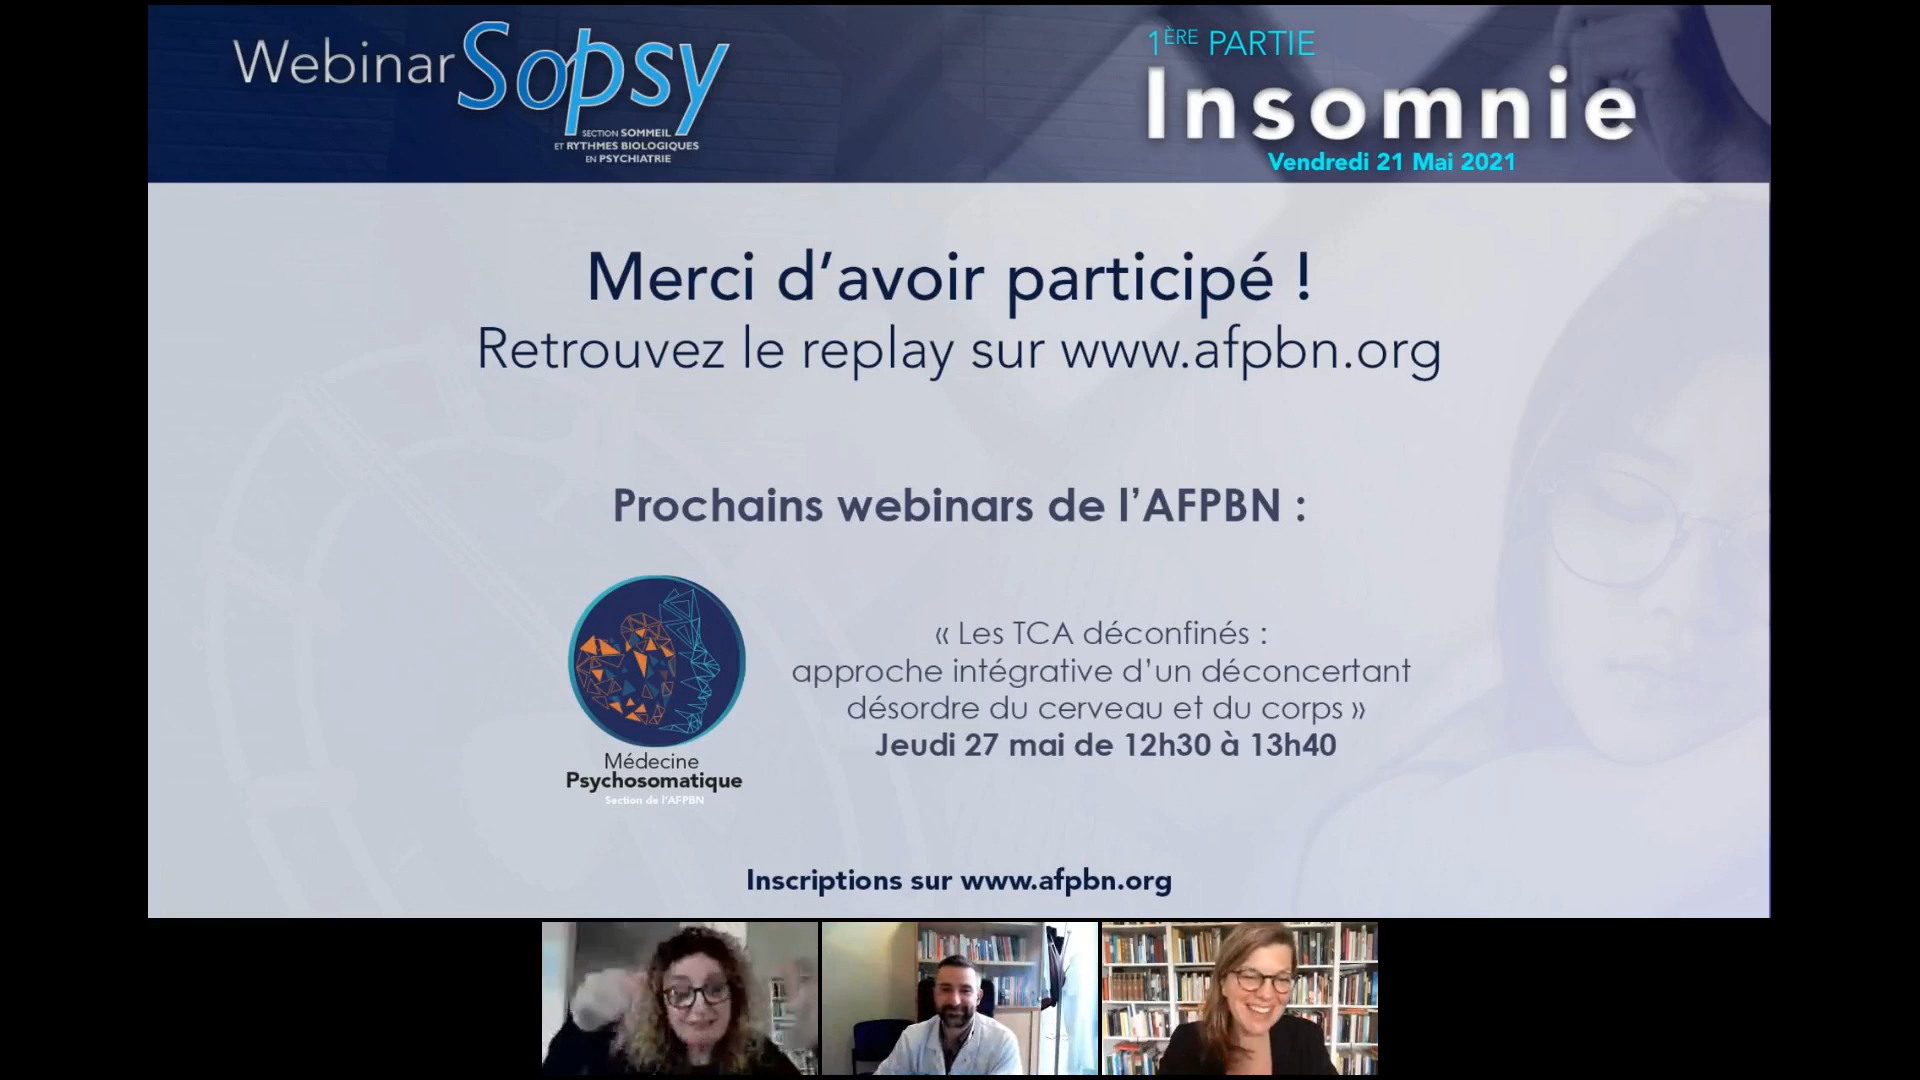 Webinar Sopsy
SECTION SOMMEIL
ET RYTHMES BIOLOGIQUES
EN PSYCHIATRIE
1ÈRE PARTIE
Insomnie
Vendredi 21 Mai 2021
Merci d’avoir participé !
Retrouvez le replay sur www.afpbn.org
Prochains webinars de l’AFPBN :
« Les TCA déconfinés :
approche intégrative d’un déconcertant
désordre du cerveau et du corps »
Jeudi 27 mai de 12h30 à 13h40
Médecine
Psychosomatique
Section de l’AFPBN
Inscriptions sur www.afpbn.org